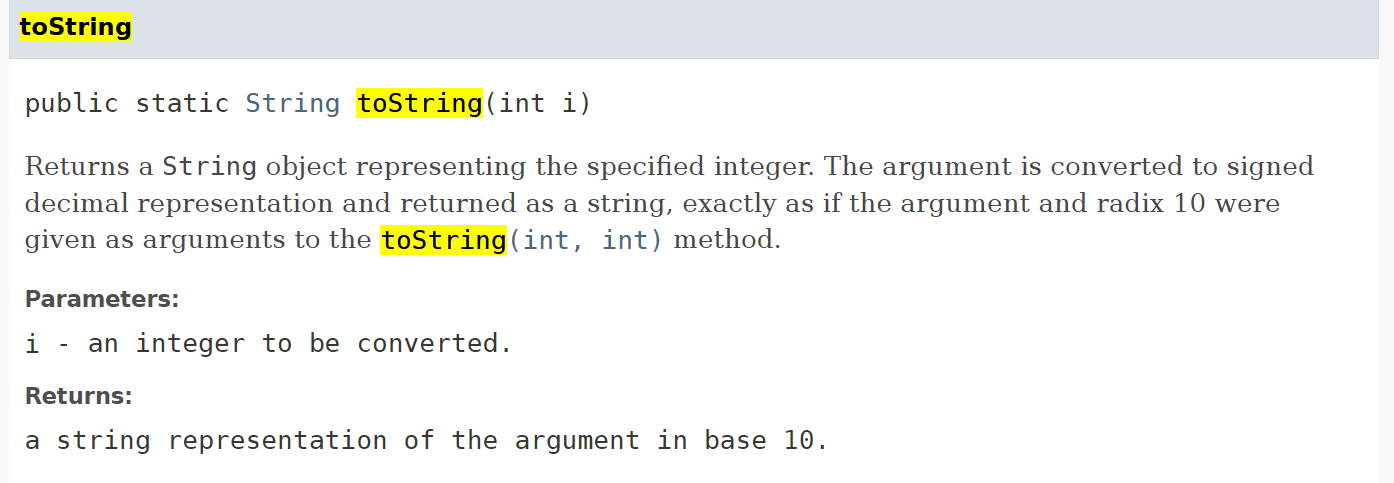 toString
public static String toString(int i)
Returns a String object representing the specified integer. The argument is converted to signed
decimal representation and returned as a string, exactly as if the argument and radix 10 were
given as arguments to the toString(int, int) method.
Parameters:
i - an integer to be converted.
Returns:
a string representation of the argument in base 10.